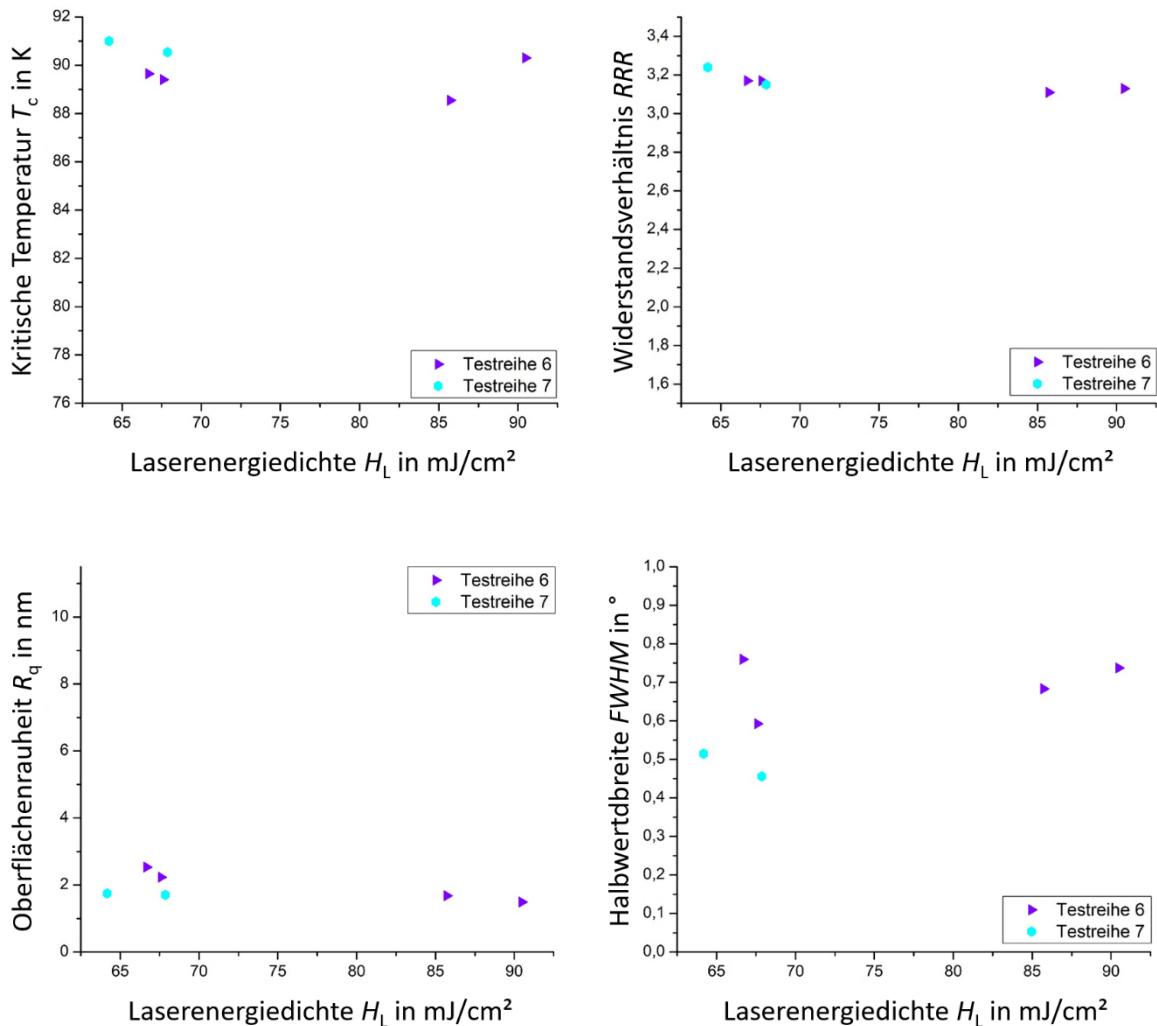 Kritische Temperatur Tc in K
92
90
88
86
84
82
80
78
76
65 70 75 80 85 90
Testreihe 6
Testreihe 7
Laserenergiedichte HL in mJ/cm²
Widerstandsverhältnis RRR
3,4
3,2
3,0
2,8
2,6
2,4
2,2
2,0
1,8
1,6
65 70 75 80 85 90
Testreihe 6
Testreihe 7
Laserenergiedichte HL in mJ/cm²
Oberflächenrauheit Rq in nm
10
8
6
4
2
0
65 70 75 80 85 90
Testreihe 6
Testreihe 7
Laserenergiedichte HL in mJ/cm²
Halbwertdbreite FWHM in °
1,0
0,9
0,8
0,7
0,6
0,5
0,4
0,3
0,2
0,1
0,0
65 70 75 80 85 90
Testreihe 6
Testreihe 7
Laserenergiedichte HL in mJ/cm²